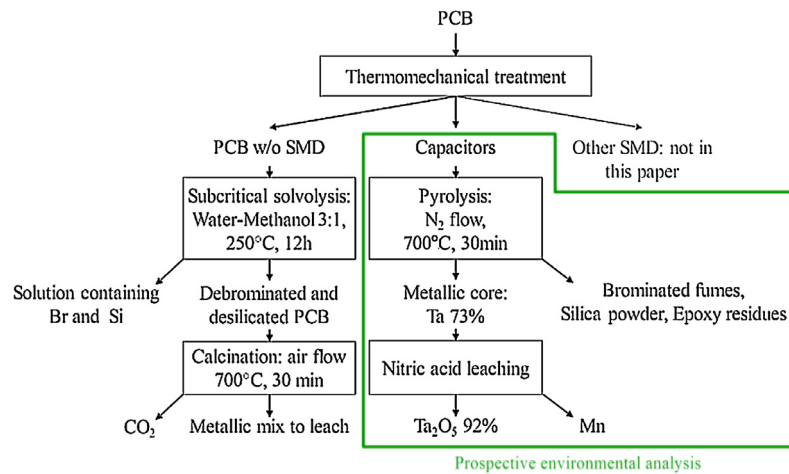 PCB
Thermomechanical treatment
PCB w/o SMD
Capacitors
Other SMD: not in
this paper
Subcritical solvolysis:
Water-Methanol 3:1,
250°C, 12h
Pyrolysis:
N₂ flow,
700°C, 30min
Solution containing
Br and Si
Debrominated and
desilicated PCB
Metallic core:
Ta 73%
Brominated fumes,
Silica powder, Epoxy residues
Calcination: air flow
700°C, 30 min
Nitric acid leaching
CO₂
Metallic mix to leach
Ta₂O₅ 92%
Mn
Prospective environmental analysis